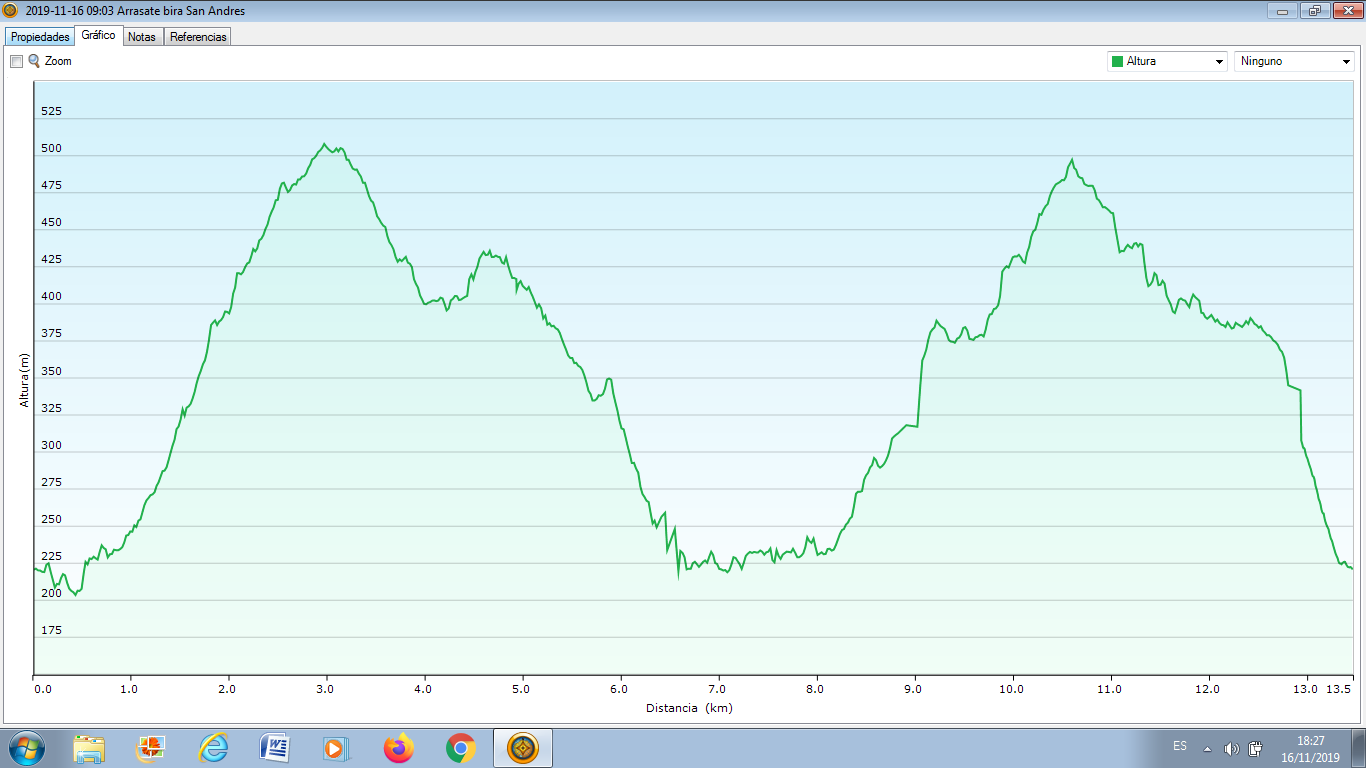 2019-11-16 09:03 Arrasate bira San Andres
Propiedades Gráfico Notas Referencias
Zoom Altura Ninguno
525
500
475
450
425
400
375
350
325
300
275
250
225
200
175
Altura(m)
0.0 1.0 2.0 3.0 4.0 5.0 6.0 7.0 8.0 9.0 10.0 11.0 12.0 13.0 13.5
Distancia (km)
ES 18:27
16/11/2019